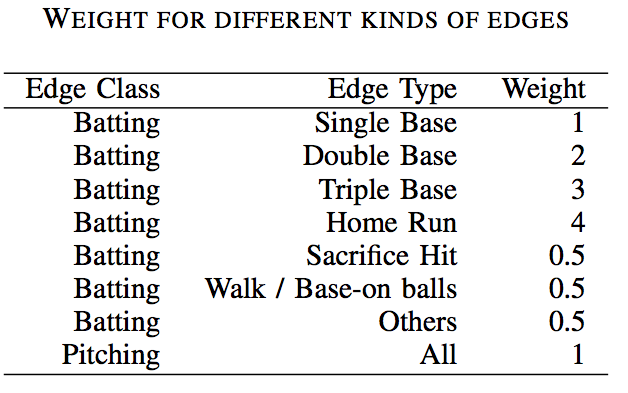 WEIGHT FOR DIFFERENT KINDS OF EDGES
Edge Class Edge Type Weight
Batting Single Base 1
Batting Double Base 2
Batting Triple Base 3
Batting Home Run 4
Batting Sacrifice Hit 0.5
Batting Walk / Base-on balls 0.5
Batting Others 0.5
Pitching All 1